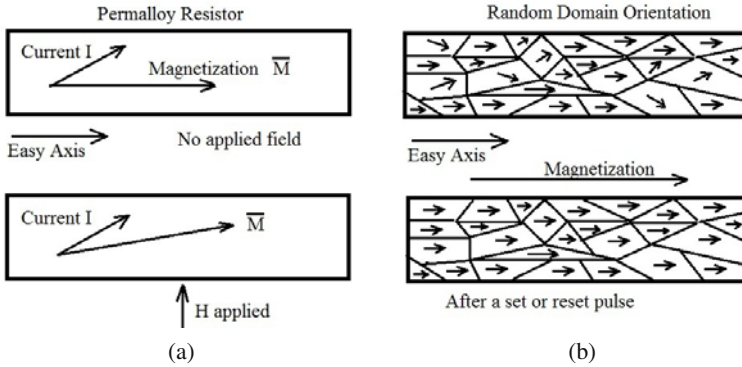 Permalloy Resistor
Current I
Magnetization M̅
Easy Axis
No applied field
Current I
M̅
H applied
(a)
Random Domain Orientation
Easy Axis
Magnetization
After a set or reset pulse
(b)